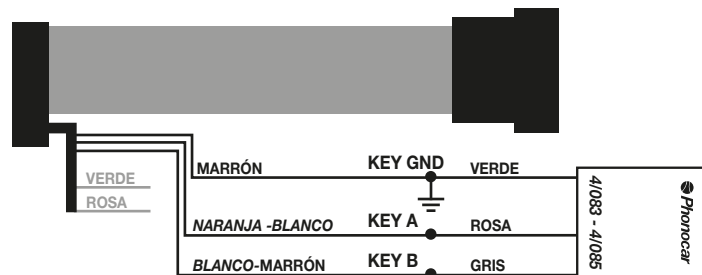 MARRÓN KEY GND VERDE
VERDE
ROSA
NARANJA -BLANCO KEY A ROSA
BLANCO-MARRÓN KEY B GRIS
4/083 - 4/085
Phonocar